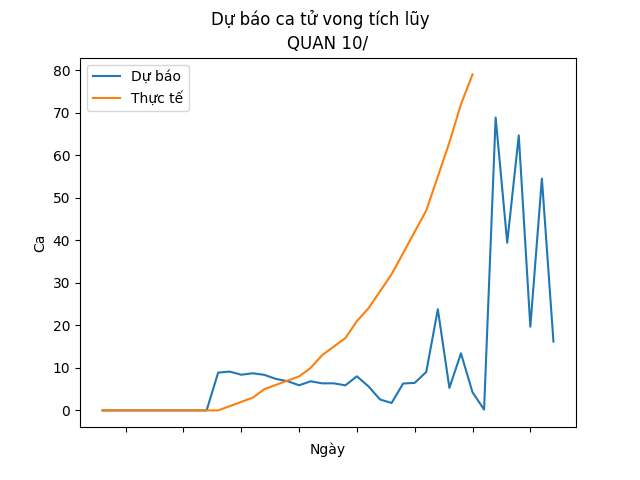 Dự báo ca tử vong tích lũy
QUAN 10/
Dự báo
Thực tế
80
70
60
50
40
30
20
10
0
Ca
Ngày